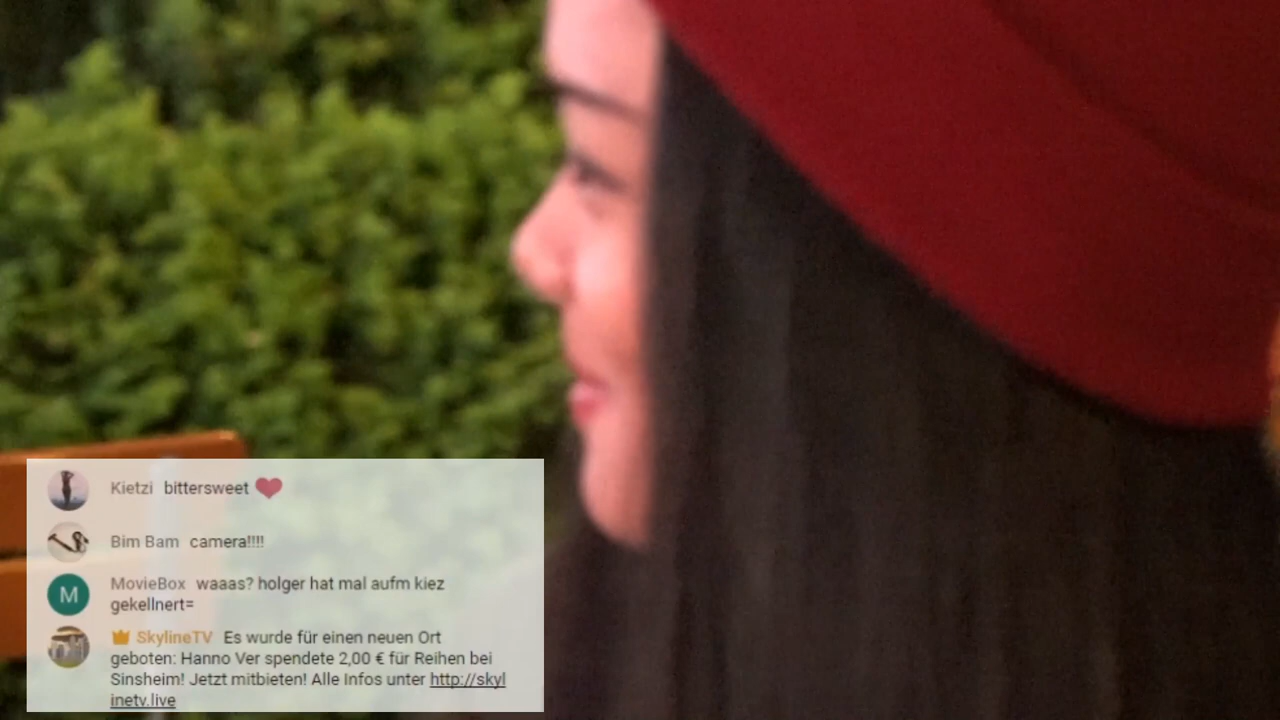 Kietzi bittersweet ❤
Bim Bam camera!!!!
M
MovieBox waaas? holger hat mal aufm kiez
gekellnert=
SkylineTV Es wurde für einen neuen Ort
geboten: Hanno Ver spendete 2,00 € für Reihen bei
Sinsheim! Jetzt mitbieten! Alle Infos unter http://skyl
inetv.live